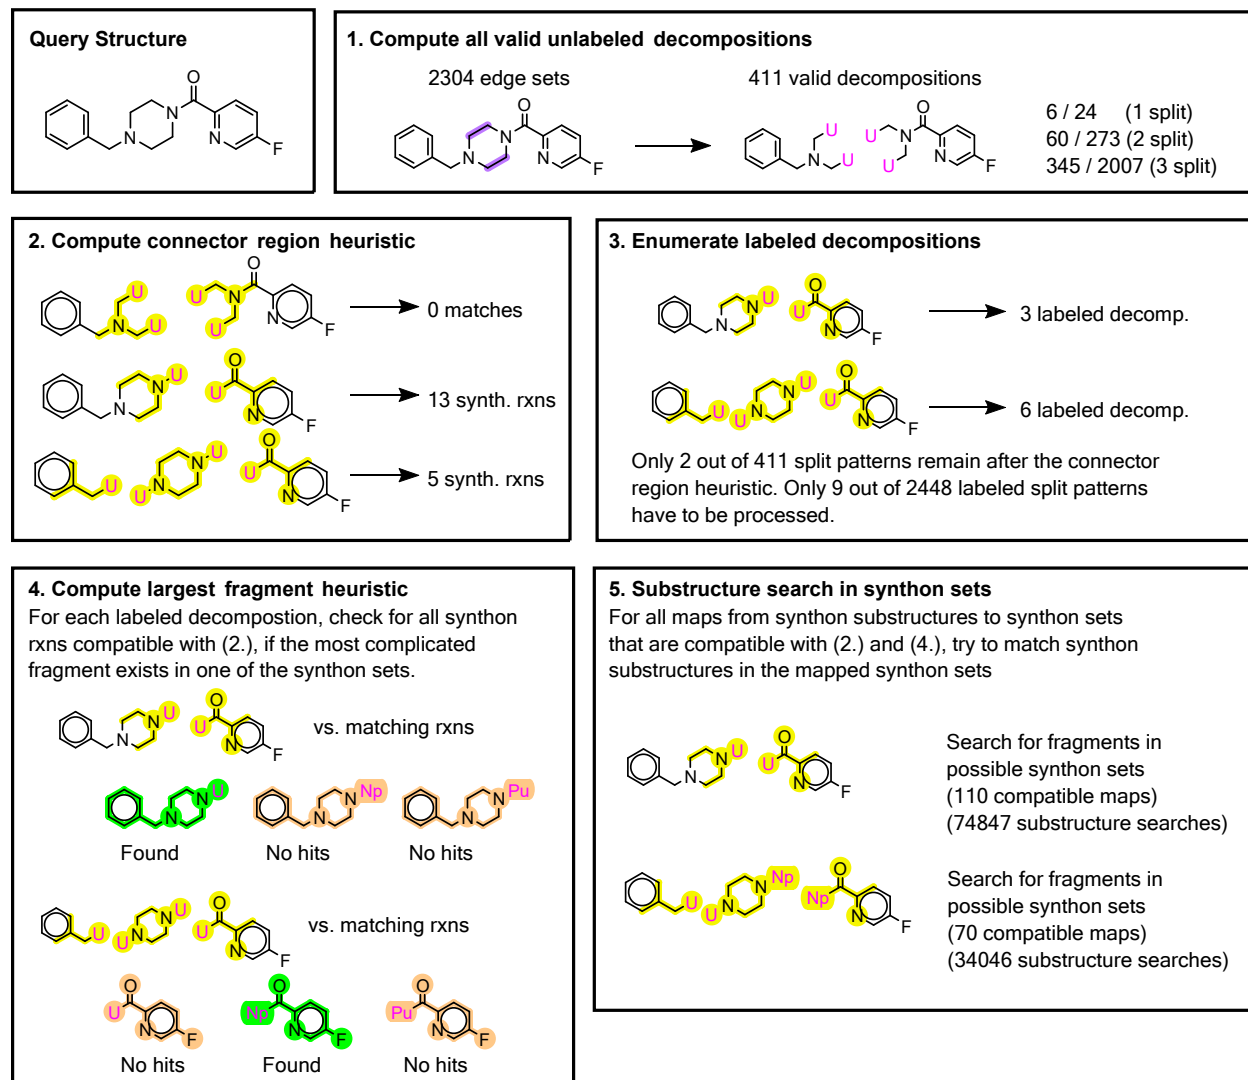 Query Structure
O
N
N
N
F
1. Compute all valid unlabeled decompositions
2304 edge sets
411 valid decompositions
O
N
N
N
F
U
U
N
O
U
N
U
N
F
6 / 24 (1 split)
60 / 273 (2 split)
345 / 2007 (3 split)
2. Compute connector region heuristic
U
N
U
O
U
N
U
N
F
0 matches
U
N
N
O
U
N
F
13 synth. rxns
U
U
N
N
U
O
U
N
F
5 synth. rxns
3. Enumerate labeled decompositions
U
N
N
O
U
N
F
3 labeled decomp.
U
U
N
N
U
O
U
N
F
6 labeled decomp.
Only 2 out of 411 split patterns remain after the connector
region heuristic. Only 9 out of 2448 labeled split patterns
have to be processed.
4. Compute largest fragment heuristic
For each labeled decompostion, check for all synthon
rxns compatible with (2.), if the most complicated
fragment exists in one of the synthon sets.
U
N
N
O
U
N
F
vs. matching rxns
U
N
N
Np
N
N
Pu
N
N
Found
No hits
No hits
U
U
N
N
U
O
U
N
F
vs. matching rxns
O
U
N
F
O
Np
N
F
O
Pu
N
F
No hits
Found
No hits
5. Substructure search in synthon sets
For all maps from synthon substructures to synthon sets
that are compatible with (2.) and (4.), try to match synthon
substructures in the mapped synthon sets
U
N
N
O
U
N
F
Search for fragments in
possible synthon sets
(110 compatible maps)
(74847 substructure searches)
U
U
N
N
Np
O
Np
N
F
Search for fragments in
possible synthon sets
(70 compatible maps)
(34046 substructure searches)